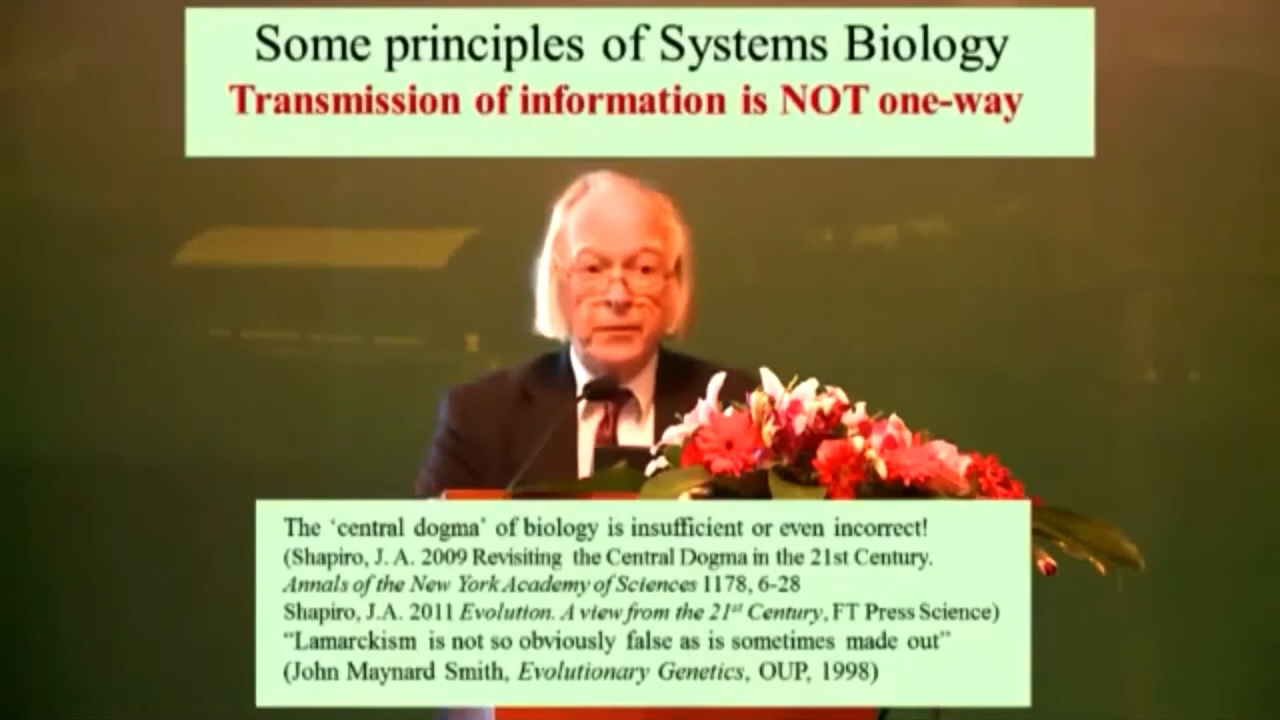 Some principles of Systems Biology
Transmission of information is NOT one-way
The ‘central dogma’ of biology is insufficient or even incorrect!
(Shapiro, J. A. 2009 Revisiting the Central Dogma in the 21st Century.
Annals of the New York Academy of Sciences 1178, 6-28
Shapiro, J.A. 2011 Evolution. A view from the 21st Century, FT Press Science)
“Lamarckism is not so obviously false as is sometimes made out”
(John Maynard Smith, Evolutionary Genetics, OUP, 1998)